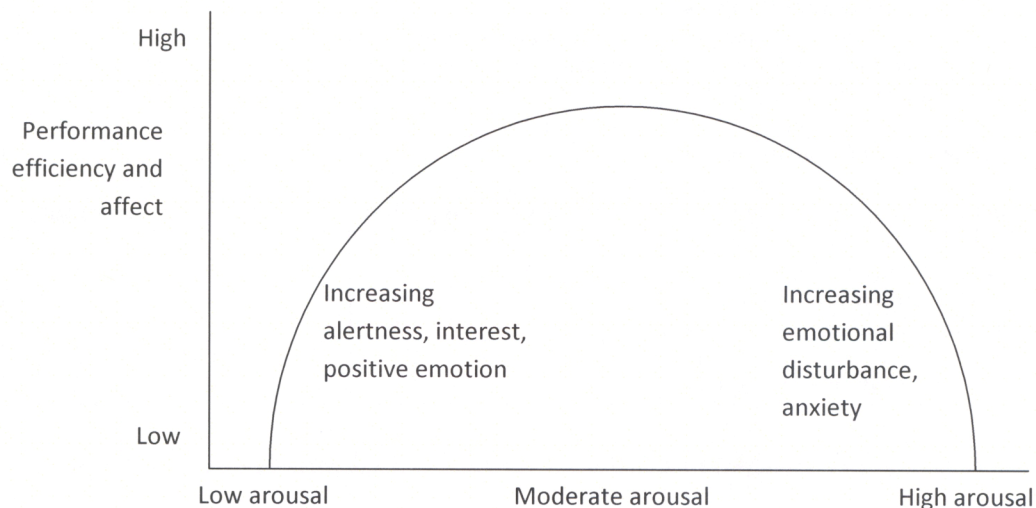 High
Performance
efficiency and
affect
Increasing
alertness, interest,
positive emotion
Increasing
emotional
disturbance,
anxiety
Low
Low arousal
Moderate arousal
High arousal